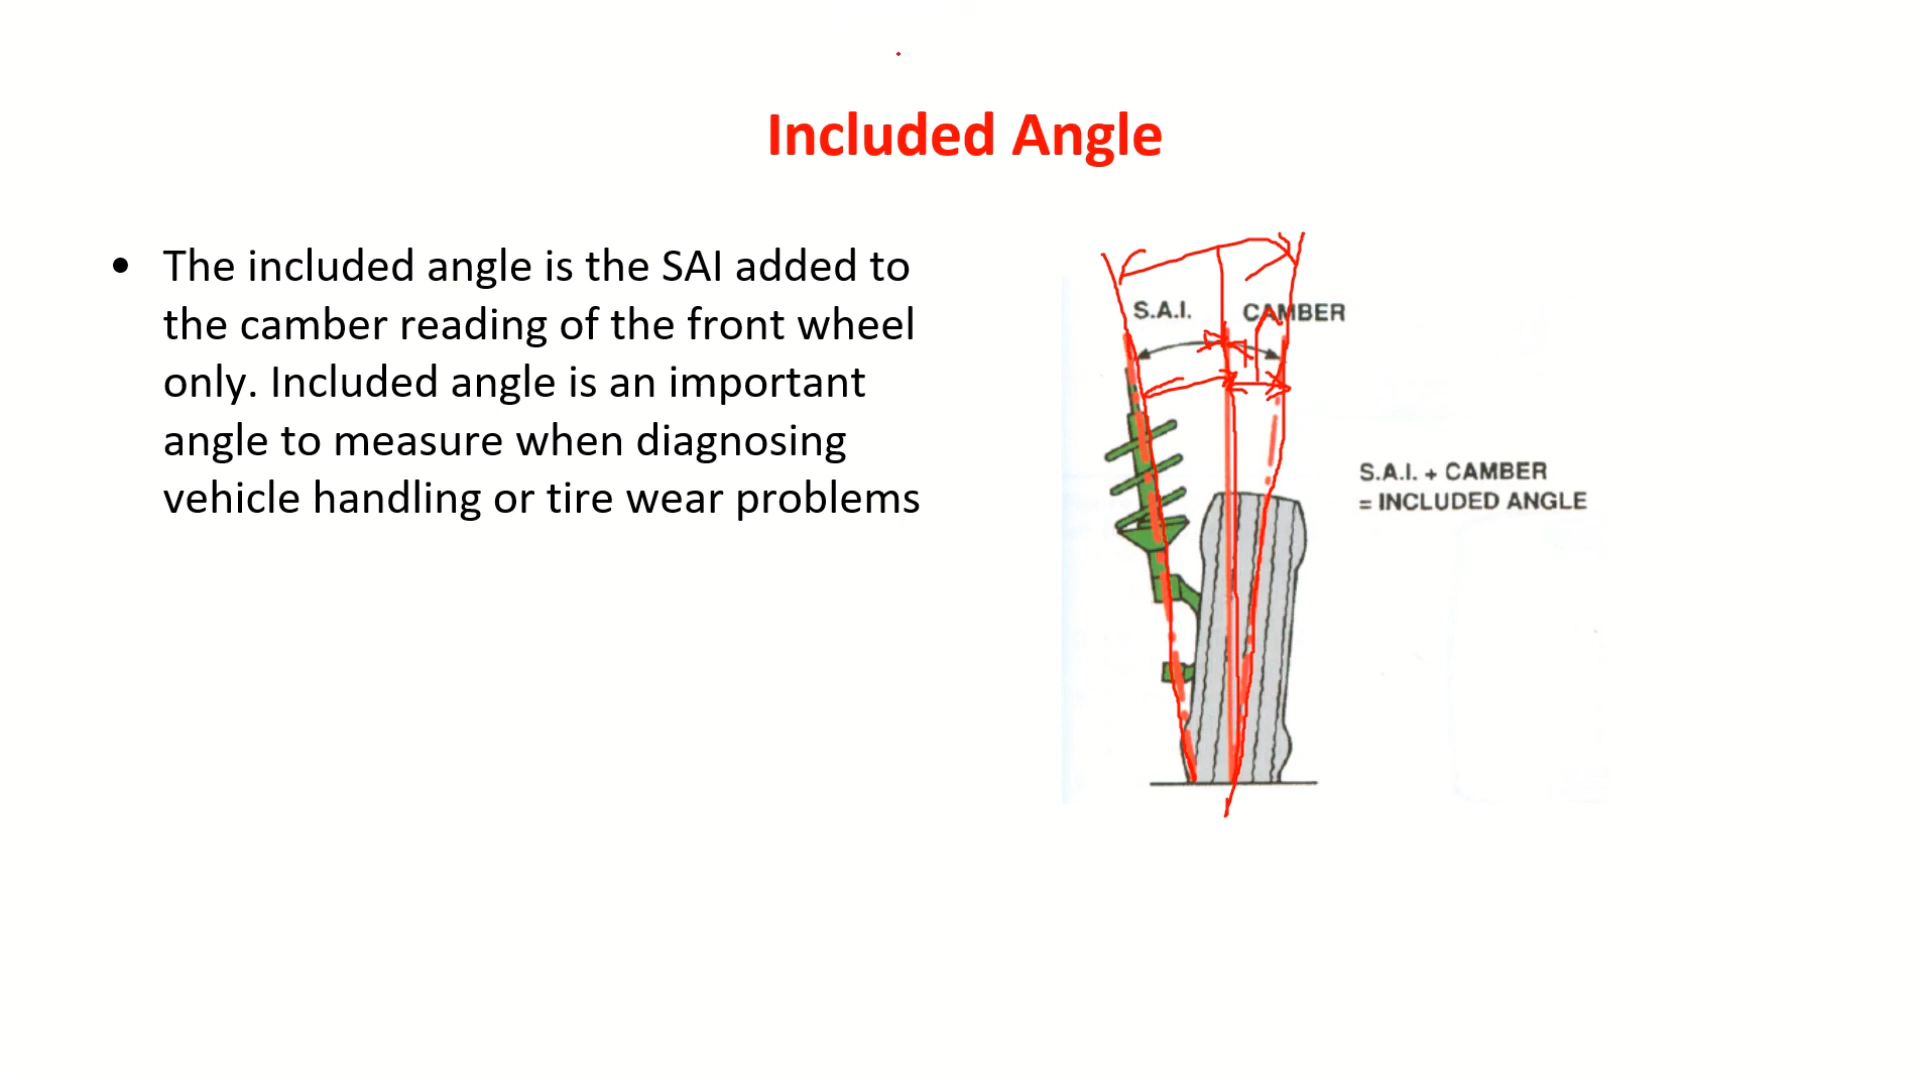 Included Angle
• The included angle is the SAI added to
the camber reading of the front wheel
only. Included angle is an important
angle to measure when diagnosing
vehicle handling or tire wear problems
S.A.I. CAMBER
S.A.I. + CAMBER
= INCLUDED ANGLE